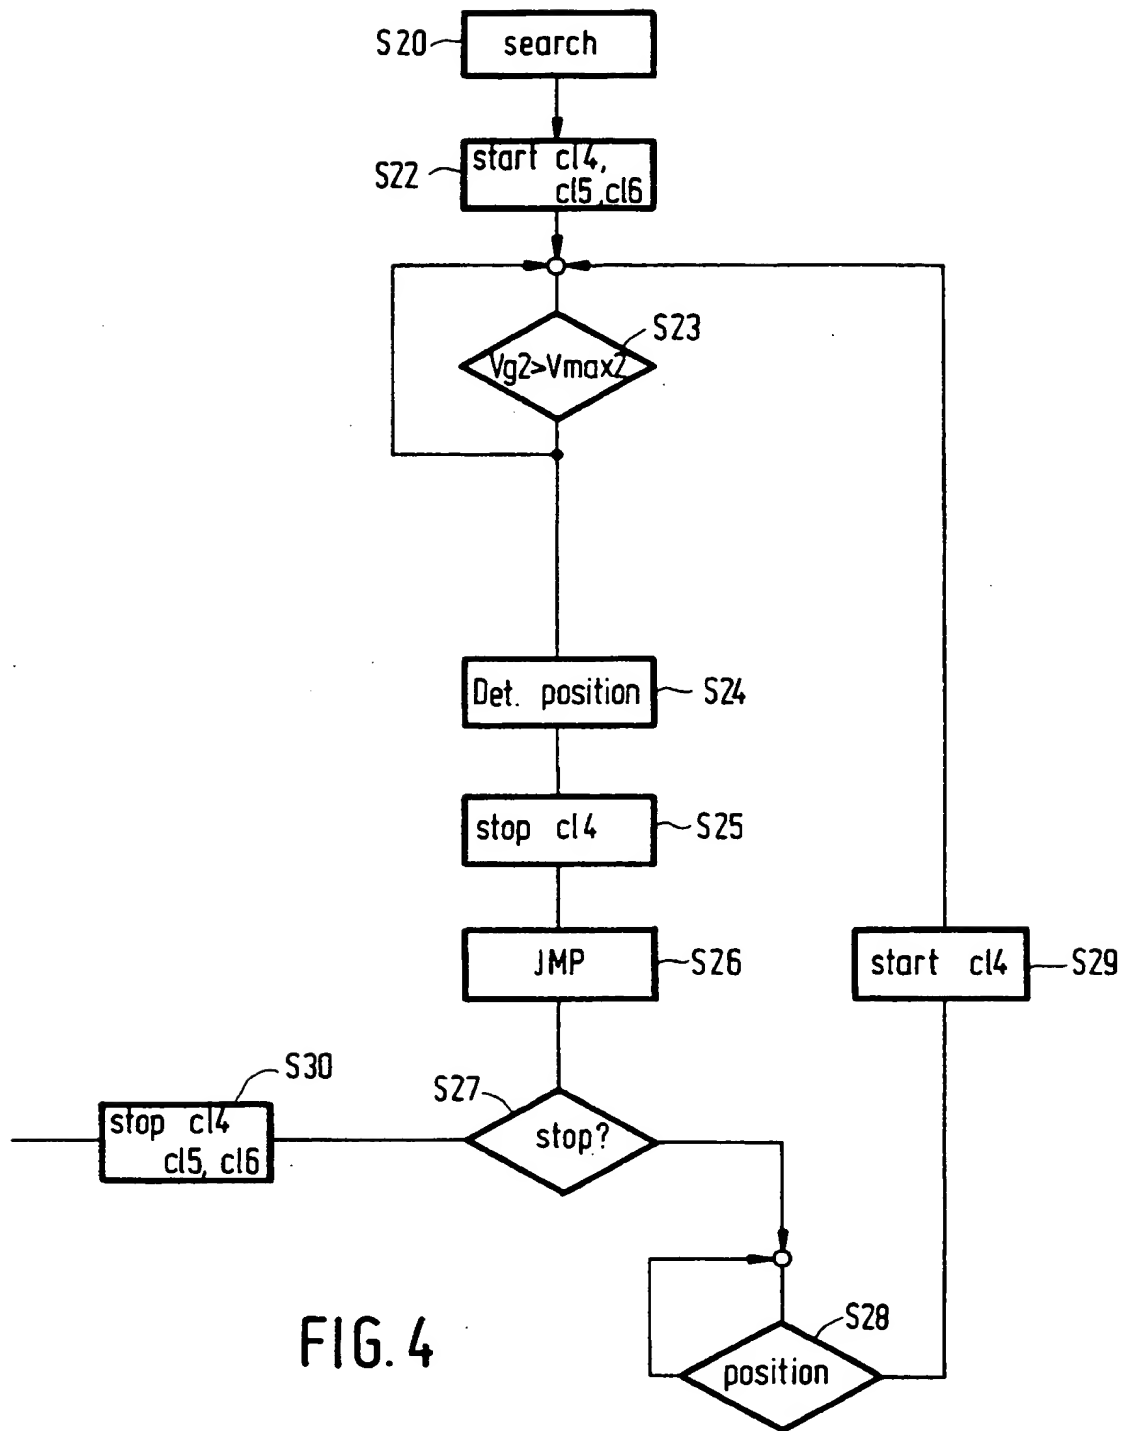 S20
search
S22
start cl4,
cl5,cl6
S23
Vg2>Vmax2
Det. position
S24
stop cl4
S25
JMP
S26
start cl4
S29
S30
stop cl4
cl5, cl6
S27
stop?
S28
position
FIG. 4